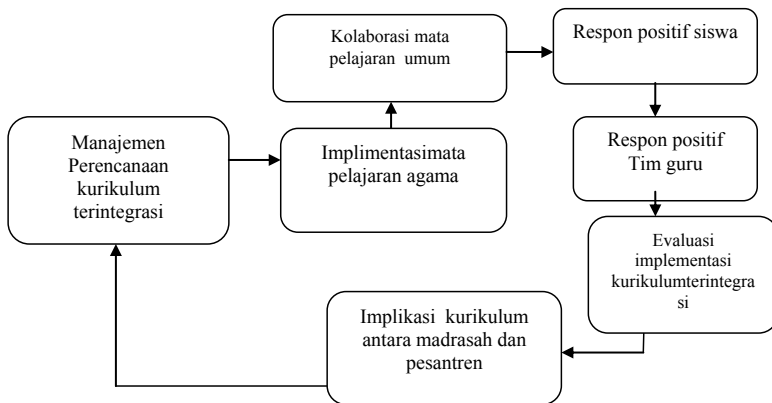 Manajemen
Perencanaan
kurikulum
terintegrasi
Implimentasimata
pelajaran agama
Kolaborasi mata
pelajaran umum
Respon positif siswa
Respon positif
Tim guru
Evaluasi
implementasi
kurikulumterintegra
si
Implikasi kurikulum
antara madrasah dan
pesantren